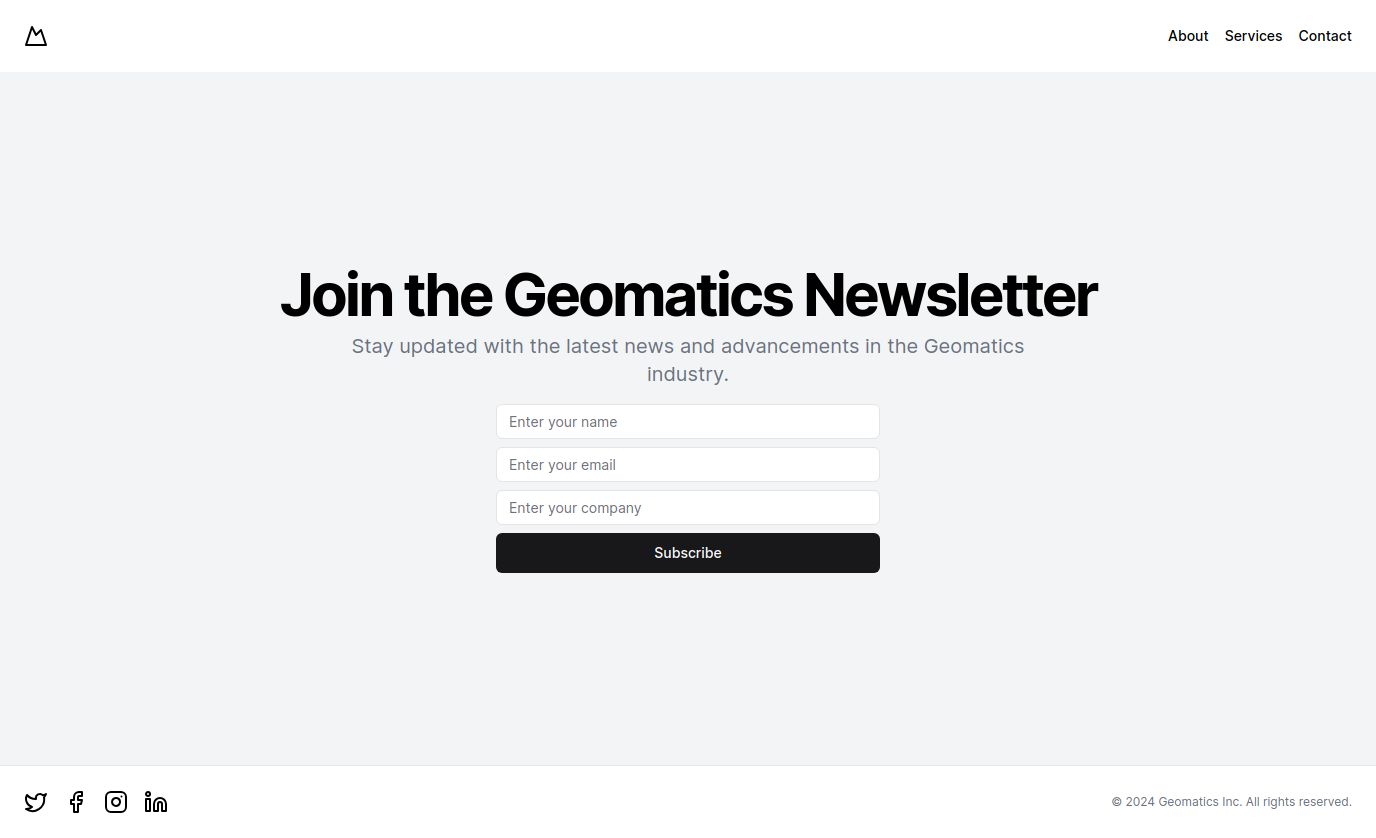 About Services Contact
Join the Geomatics Newsletter
Stay updated with the latest news and advancements in the Geomatics
industry.
Enter your name
Enter your email
Enter your company
Subscribe
© 2024 Geomatics Inc. All rights reserved.